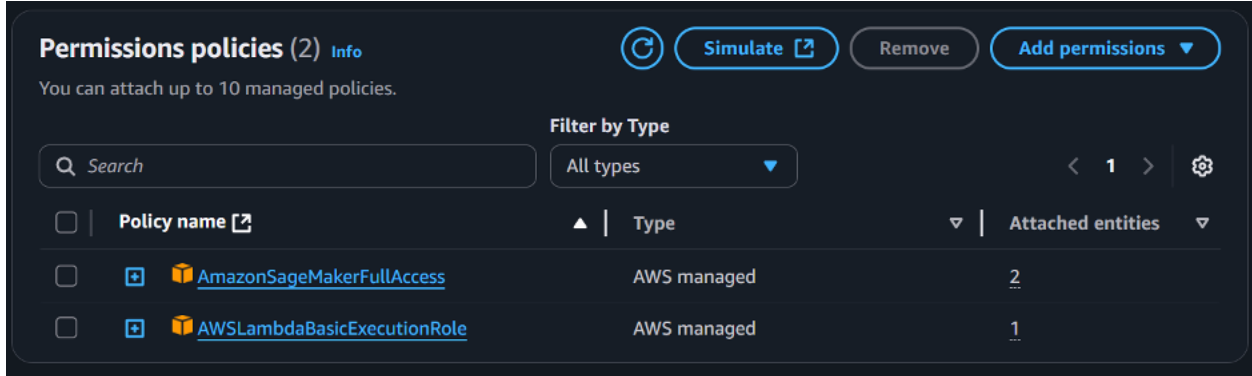 Permissions policies (2) Info
Simulate
Remove
Add permissions
You can attach up to 10 managed policies.
Filter by Type
Search
All types
1
Policy name
Type
Attached entities
AmazonSageMakerFullAccess
AWS managed
2
AWSLambdaBasicExecutionRole
AWS managed
1